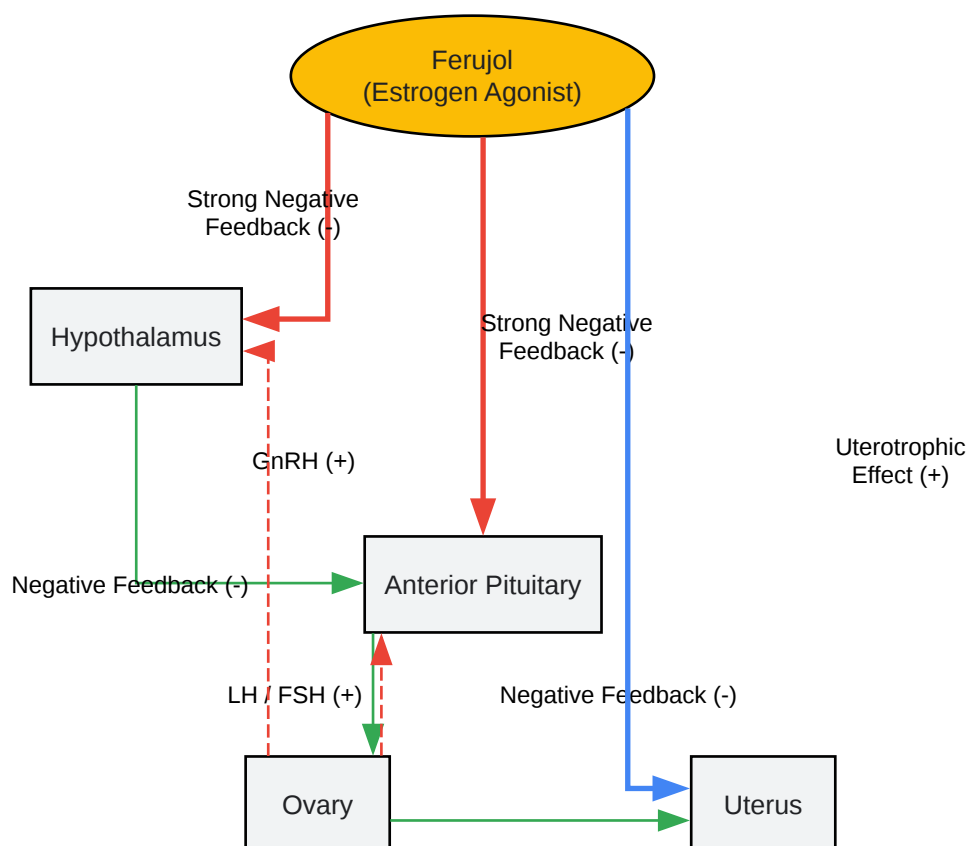 Ferujol
(Estrogen Agonist)
Strong Negative
Feedback (-)
Hypothalamus
Strong Negative
Feedback (-)
Uterotrophic
Effect (+)
GnRH (+)
Negative Feedback (-)
Anterior Pituitary
LH / FSH (+)
Negative Feedback (-)
Ovary
Uterus